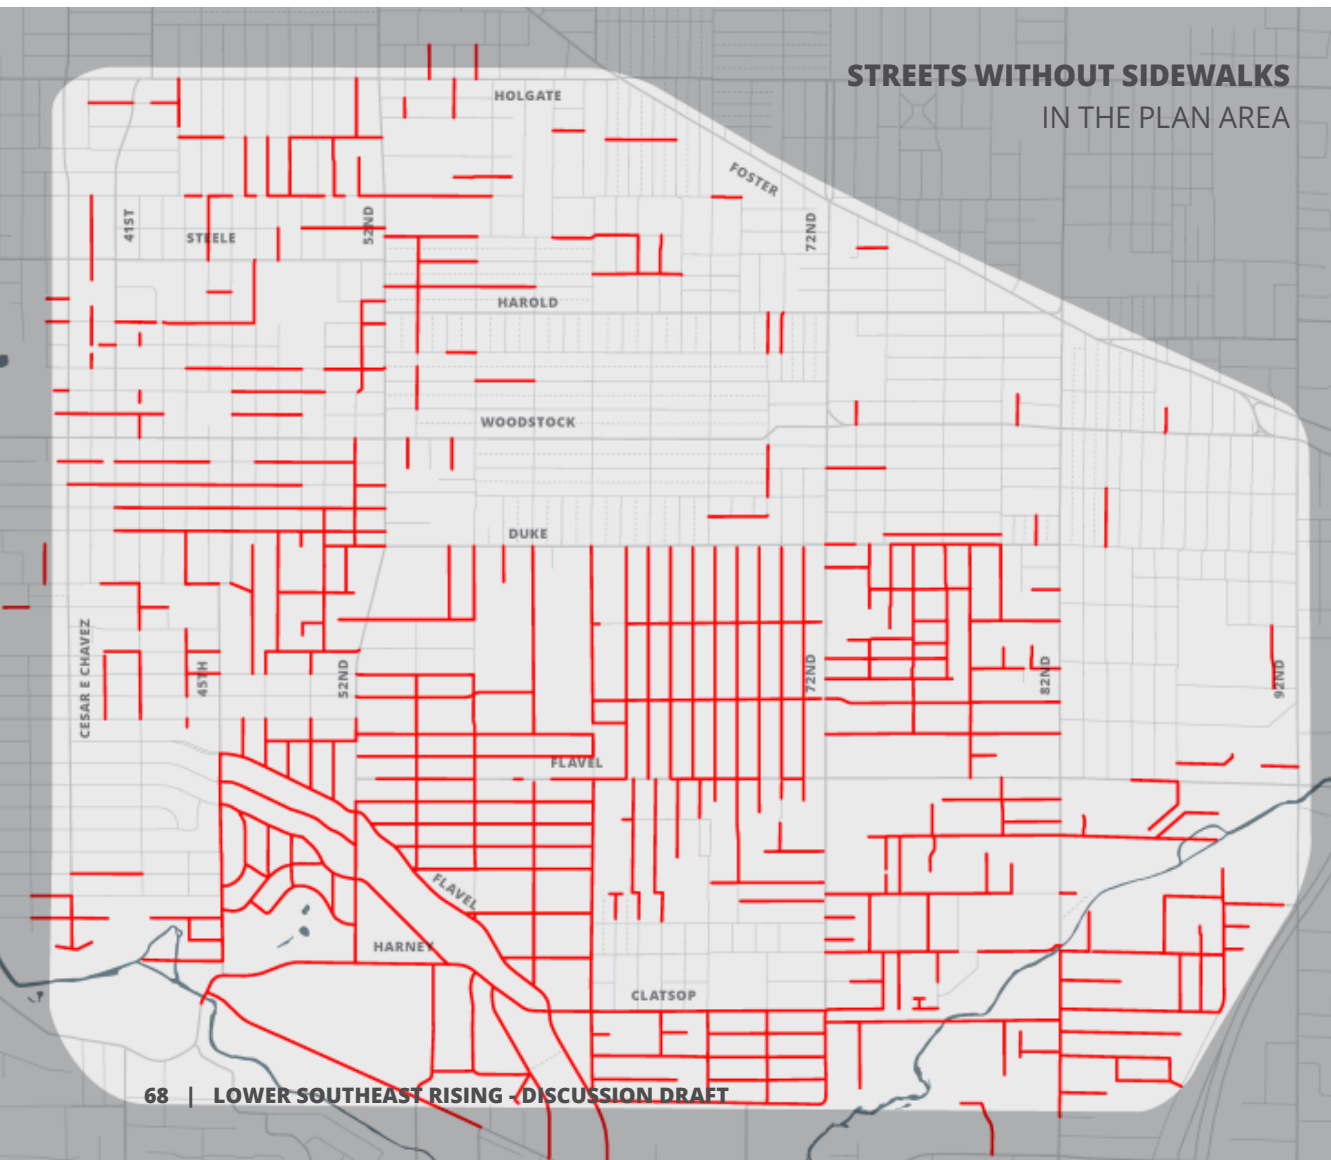 STREETS WITHOUT SIDEWALKS
IN THE PLAN AREA
HOLGATE
FOSTER
41ST
STEELE
52ND
72ND
HAROLD
WOODSTOCK
DUKE
CESAR E CHAVEZ
45TH
52ND
72ND
82ND
92ND
FLAVEL
FLAVEL
HARNEY
CLATSOP
68 | LOWER SOUTHEAST RISING - DISCUSSION DRAFT